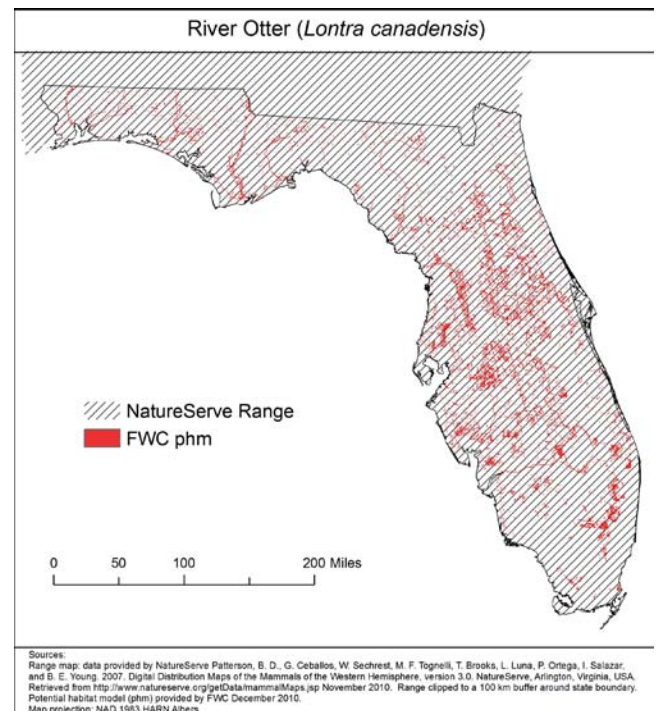 River Otter (Lontra canadensis)
NatureServe Range
FWC phm
0 50 100 200 Miles
Sources:
Range map: data provided by NatureServe Patterson, B. D., G. Ceballos, W. Sechrest, M. F. Tognelli, T. Brooks, L. Luna, P. Ortega, I. Salazar,
and B. E. Young. 2007. Digital Distribution Maps of the Mammals of the Western Hemisphere, version 3.0. NatureServe, Arlington, Virginia, USA.
Retrieved from http://www.natureserve.org/getData/mammalMaps.jsp November 2010. Range clipped to a 100 km buffer around state boundary.
Potential habitat model (phm) provided by FWC December 2010.
Map projection: NAD 1983 HARN Albers